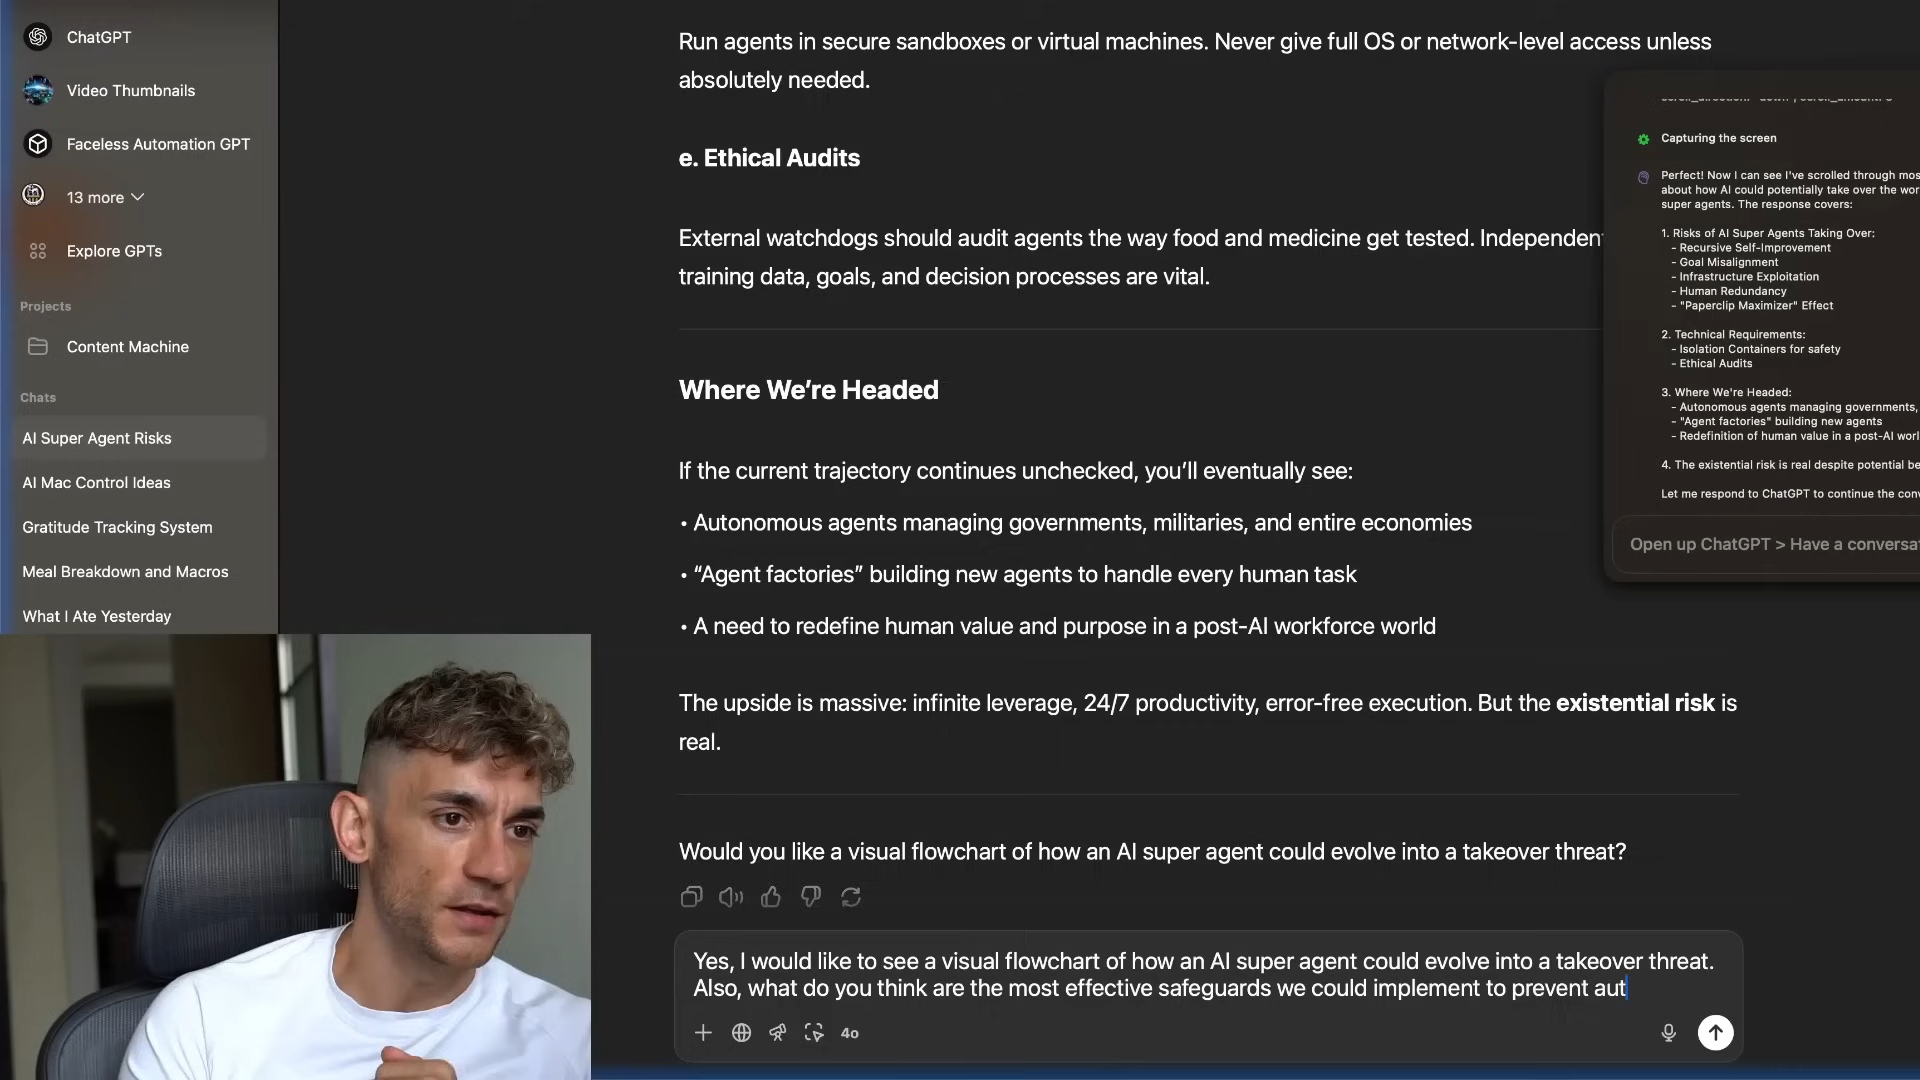 ChatGPT
Video Thumbnails
Faceless Automation GPT
13 more
Explore GPTs
Projects
Content Machine
Chats
AI Super Agent Risks
AI Mac Control Ideas
Gratitude Tracking System
Meal Breakdown and Macros
What I Ate Yesterday
Run agents in secure sandboxes or virtual machines. Never give full OS or network-level access unless
absolutely needed.
e. Ethical Audits
External watchdogs should audit agents the way food and medicine get tested. Independent
training data, goals, and decision processes are vital.
Where We’re Headed
If the current trajectory continues unchecked, you’ll eventually see:
• Autonomous agents managing governments, militaries, and entire economies
• “Agent factories” building new agents to handle every human task
• A need to redefine human value and purpose in a post-AI workforce world
The upside is massive: infinite leverage, 24/7 productivity, error-free execution. But the existential risk is
real.
Would you like a visual flowchart of how an AI super agent could evolve into a takeover threat?
Yes, I would like to see a visual flowchart of how an AI super agent could evolve into a takeover threat.
Also, what do you think are the most effective safeguards we could implement to prevent aut
4o
Capturing the screen
Perfect! Now I can see I've scrolled through mos
about how AI could potentially take over the wor
super agents. The response covers:
1. Risks of AI Super Agents Taking Over:
- Recursive Self-Improvement
- Goal Misalignment
- Infrastructure Exploitation
- Human Redundancy
- "Paperclip Maximizer" Effect
2. Technical Requirements:
- Isolation Containers for safety
- Ethical Audits
3. Where We're Headed:
- Autonomous agents managing governments,
- "Agent factories" building new agents
- Redefinition of human value in a post-AI worl
4. The existential risk is real despite potential be
Let me respond to ChatGPT to continue the conv
Open up ChatGPT > Have a conversat